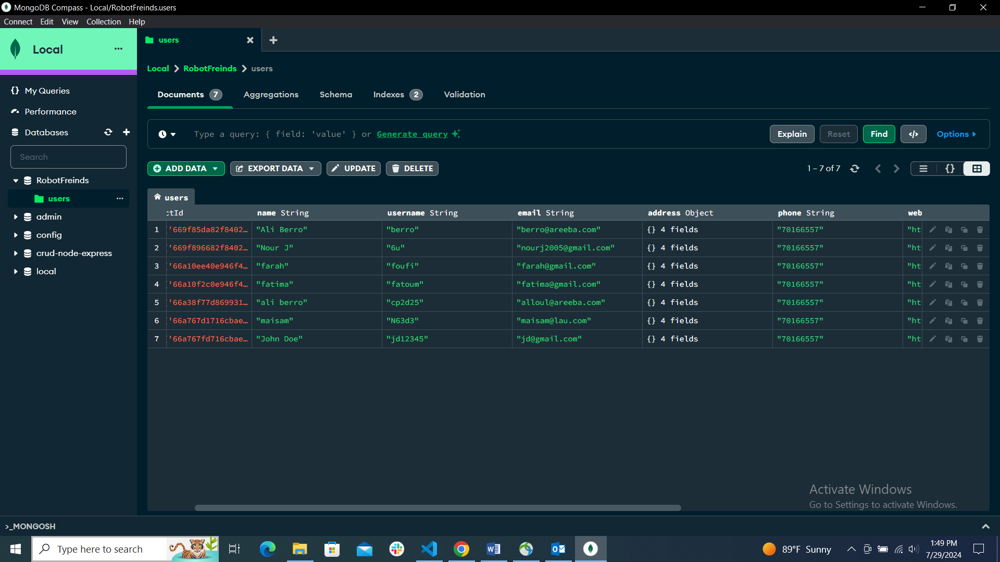 MongoDB Compass - Local/RobotFreinds.users
Connect Edit View Collection Help
Local ...
users
Local > RobotFreinds > users
{} My Queries
Performance
Databases
Search
RobotFreinds
users ...
admin
config
crud-node-express
local
Documents 7 Aggregations Schema Indexes 2 Validation
Type a query: { field: 'value' } or Generate query
Explain Reset Find </> Options
ADD DATA EXPORT DATA UPDATE DELETE
1 – 7 of 7 {}
users
ctId name String username String email String address Object phone String web
1 '669f85da82f8402… "Ali Berro" "berro" "berro@areeba.com" {} 4 fields "70166557" "ht
2 '669f896682f8402… "Nour J" "6u" "nourj2005@gmail.com" {} 4 fields "70166557" "ht
3 '66a10ee40e946f4… "farah" "foufi" "farah@gmail.com" {} 4 fields "70166557" "ht
4 '66a10f2c0e946f4… "fatima" "fatoum" "fatima@gmail.com" {} 4 fields "70166557" "ht
5 '66a38f77d869931… "ali berro" "cp2d25" "alloul@areeba.com" {} 4 fields "70166557" "ht
6 '66a767d1716cbae… "maisam" "N63d3" "maisam@lau.com" {} 4 fields "70166557" "ht
7 '66a767fd716cbae… "John Doe" "jd12345" "jd@gmail.com" {} 4 fields "70166557" "ht
Activate Windows
Go to Settings to activate Windows.
>_MONGOSH
Type here to search
89°F Sunny
1:49 PM
7/29/2024